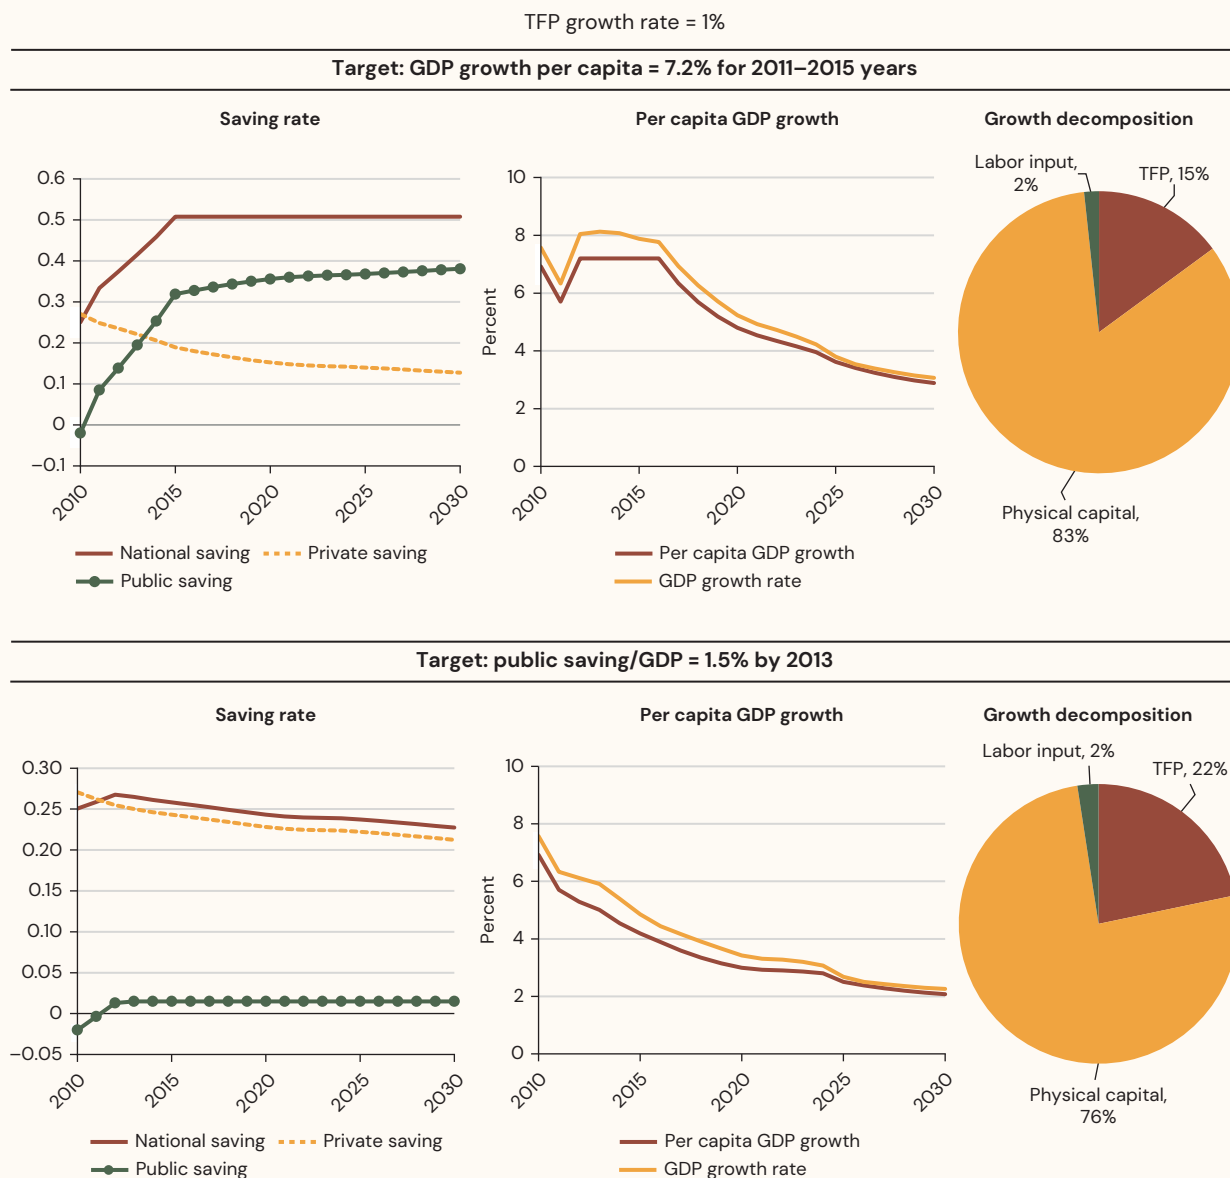 TFP growth rate = 1%
Target: GDP growth per capita = 7.2% for 2011–2015 years
Saving rate
0.6
0.5
0.4
0.3
0.2
0.1
0
–0.1
2010
2015
2020
2025
2030
National saving
Private saving
Public saving
Per capita GDP growth
Percent
10
8
6
4
2
0
2010
2015
2020
2025
2030
Per capita GDP growth
GDP growth rate
Growth decomposition
Labor input,
2%
TFP, 15%
Physical capital,
83%
Target: public saving/GDP = 1.5% by 2013
Saving rate
0.30
0.25
0.20
0.15
0.10
0.05
0
–0.05
2010
2015
2020
2025
2030
National saving
Private saving
Public saving
Per capita GDP growth
Percent
10
8
6
4
2
0
2010
2015
2020
2025
2030
Per capita GDP growth
GDP growth rate
Growth decomposition
Labor input, 2%
TFP, 22%
Physical capital,
76%